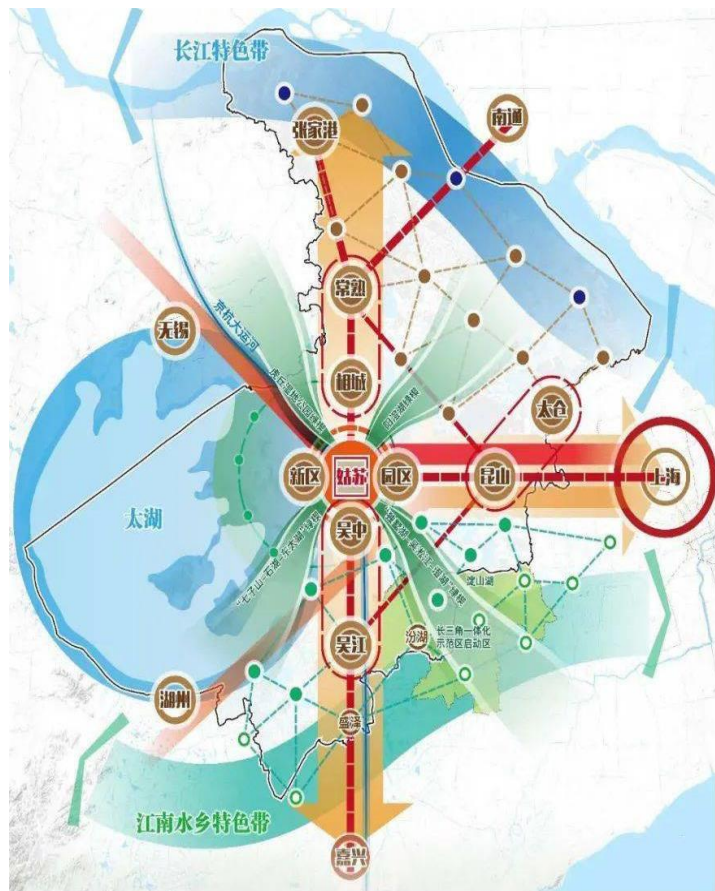 长江特色带
南通
张家港
常熟
无锡
京杭大运河
相城
太仓
新区
姑苏
园区
昆山
上海
太湖
吴中
淀山湖
吴江
汾湖
长三角一体化
示范区启动区
湖州
盛泽
江南水乡特色带
嘉兴